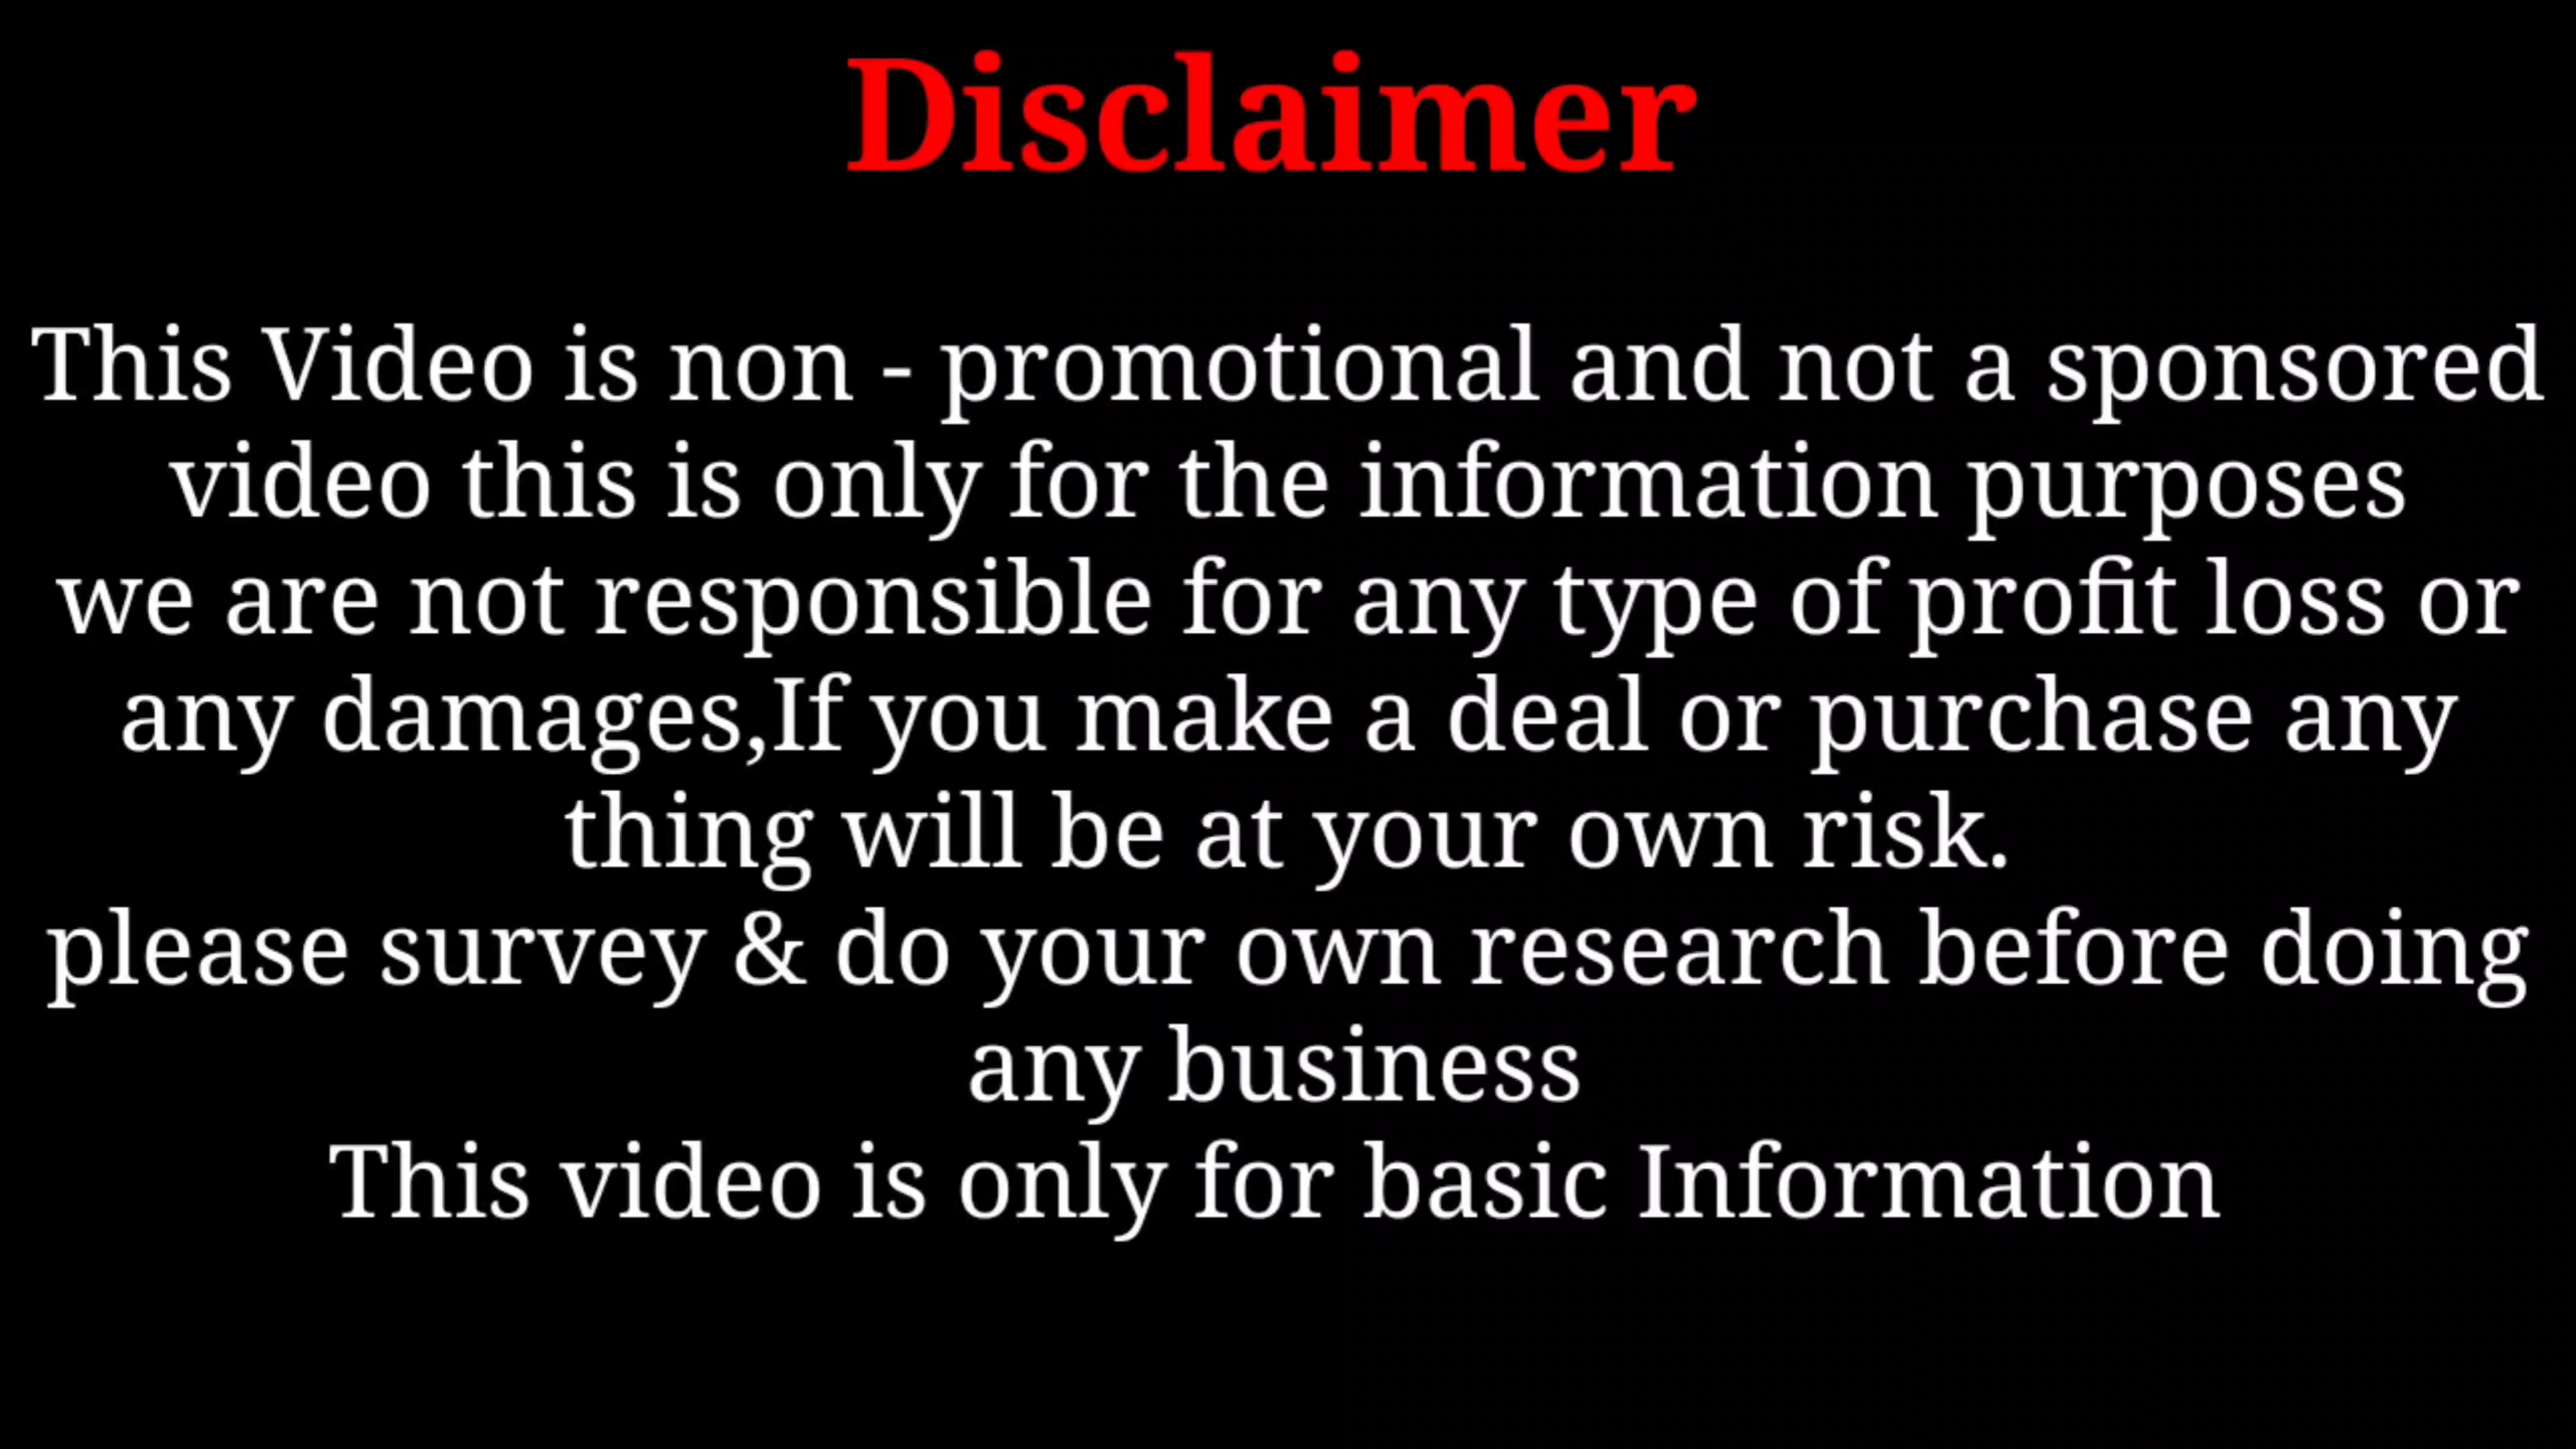 Disclaimer
This Video is non - promotional and not a sponsored
video this is only for the information purposes
we are not responsible for any type of profit loss or
any damages,If you make a deal or purchase any
thing will be at your own risk.
please survey & do your own research before doing
any business
This video is only for basic Information